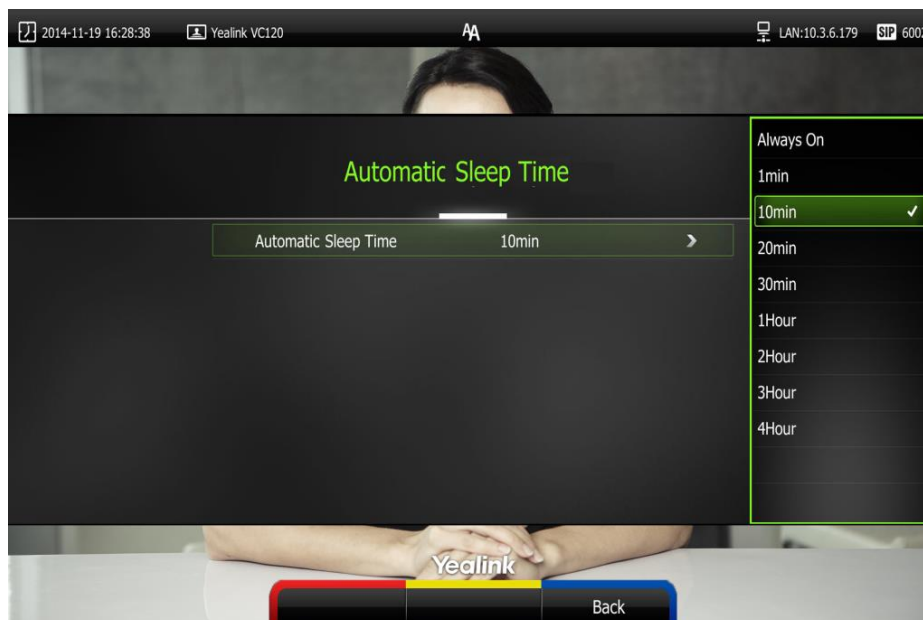 2014-11-19 16:28:38 Yealink VC120 AA LAN:10.3.6.179 SIP 6002
Automatic Sleep Time
Automatic Sleep Time 10min
Always On
1min
10min
20min
30min
1Hour
2Hour
3Hour
4Hour
Yealink
Back